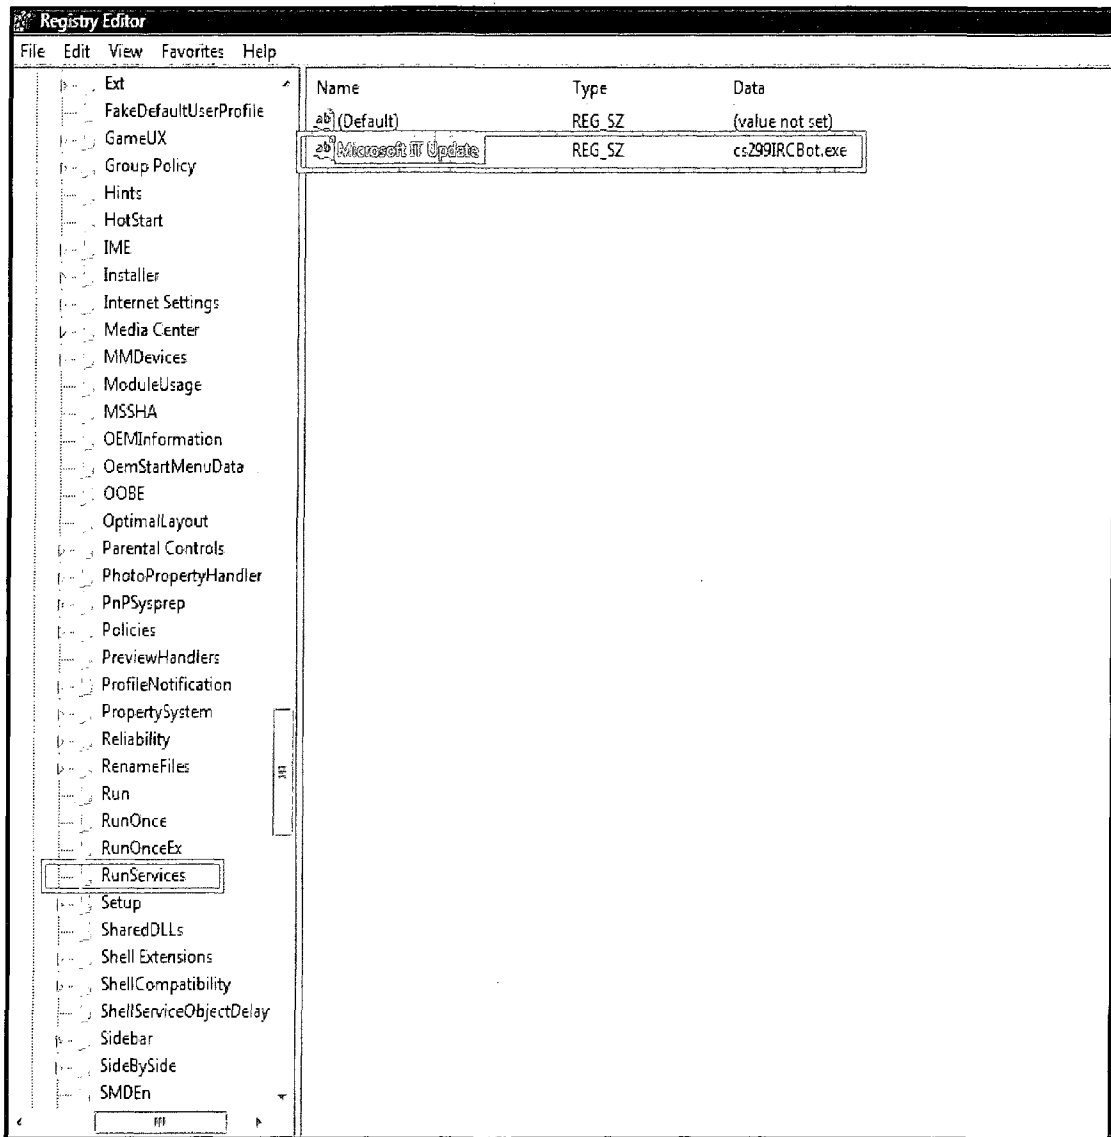 Registry Editor
File Edit View Favorites Help
Ext
FakeDefaultUserProfile
GameUX
Group Policy
Hints
HotStart
IME
Installer
Internet Settings
Media Center
MMDevices
ModuleUsage
MSSHA
OEMInformation
OemStartMenuData
OOBE
OptimalLayout
Parental Controls
PhotoPropertyHandler
PnPSysprep
Policies
PreviewHandlers
ProfileNotification
PropertySystem
Reliability
RenameFiles
Run
RunOnce
RunOnceEx
RunServices
Setup
SharedDLLs
Shell Extensions
ShellCompatibility
ShellServiceObjectDelay
Sidebar
SideBySide
SMDEn
Name Type Data
(Default) REG_SZ (value not set)
Microsoft IT Update REG_SZ cs299IRCBot.exe